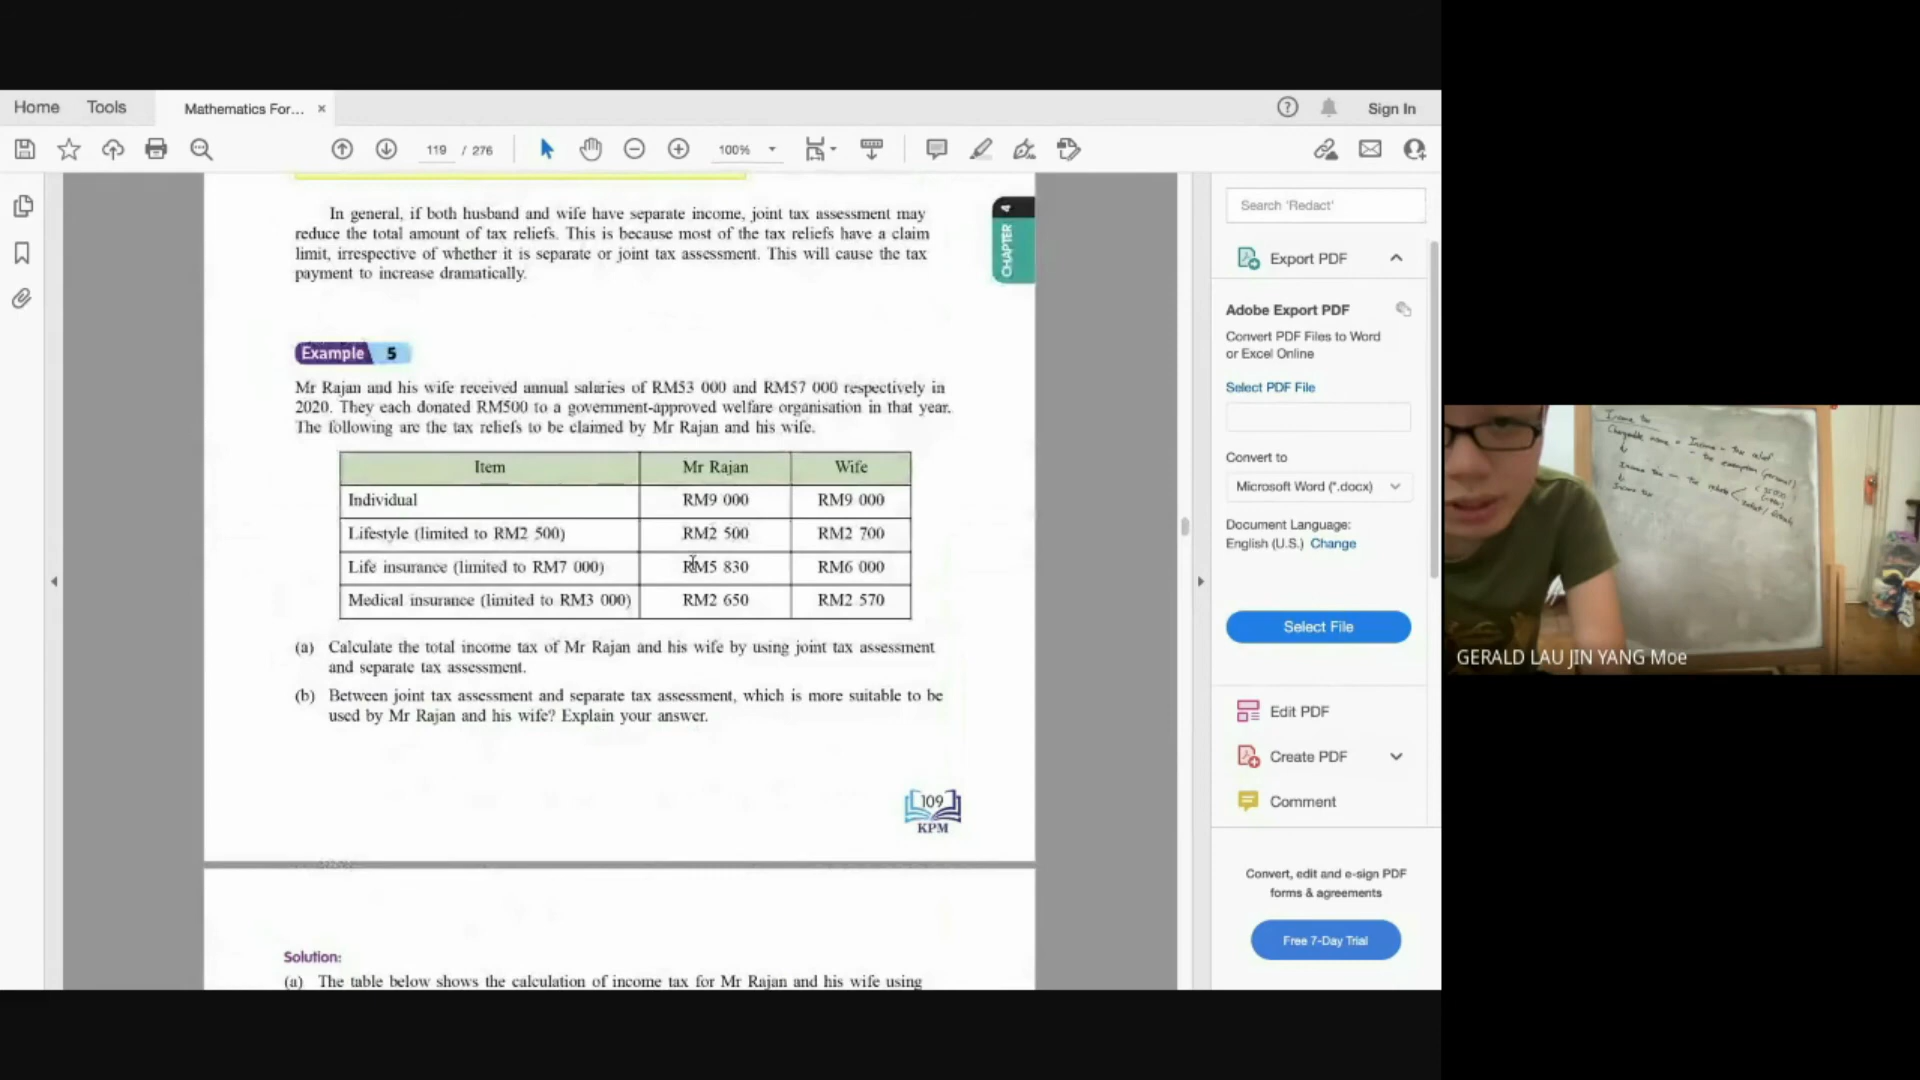 Home Tools Mathematics For... × Sign In
119 / 276 100%
In general, if both husband and wife have separate income, joint tax assessment may
reduce the total amount of tax reliefs. This is because most of the tax reliefs have a claim
limit, irrespective of whether it is separate or joint tax assessment. This will cause the tax
payment to increase dramatically.
CHAPTER 4
Example 5
Mr Rajan and his wife received annual salaries of RM53 000 and RM57 000 respectively in
2020. They each donated RM500 to a government-approved welfare organisation in that year.
The following are the tax reliefs to be claimed by Mr Rajan and his wife.
Item Mr Rajan Wife
Individual RM9 000 RM9 000
Lifestyle (limited to RM2 500) RM2 500 RM2 700
Life insurance (limited to RM7 000) RM5 830 RM6 000
Medical insurance (limited to RM3 000) RM2 650 RM2 570
(a) Calculate the total income tax of Mr Rajan and his wife by using joint tax assessment
and separate tax assessment.
(b) Between joint tax assessment and separate tax assessment, which is more suitable to be
used by Mr Rajan and his wife? Explain your answer.
109
KPM
Solution:
(a) The table below shows the calculation of income tax for Mr Rajan and his wife using
Search 'Redact'
Export PDF
Adobe Export PDF
Convert PDF Files to Word
or Excel Online
Select PDF File
Convert to
Microsoft Word (*.docx)
Document Language:
English (U.S.) Change
Select File
Edit PDF
Create PDF
Comment
Convert, edit and e-sign PDF
forms & agreements
Free 7-Day Trial
Income tax
Income - tax relief
GERALD LAU JIN YANG Moe